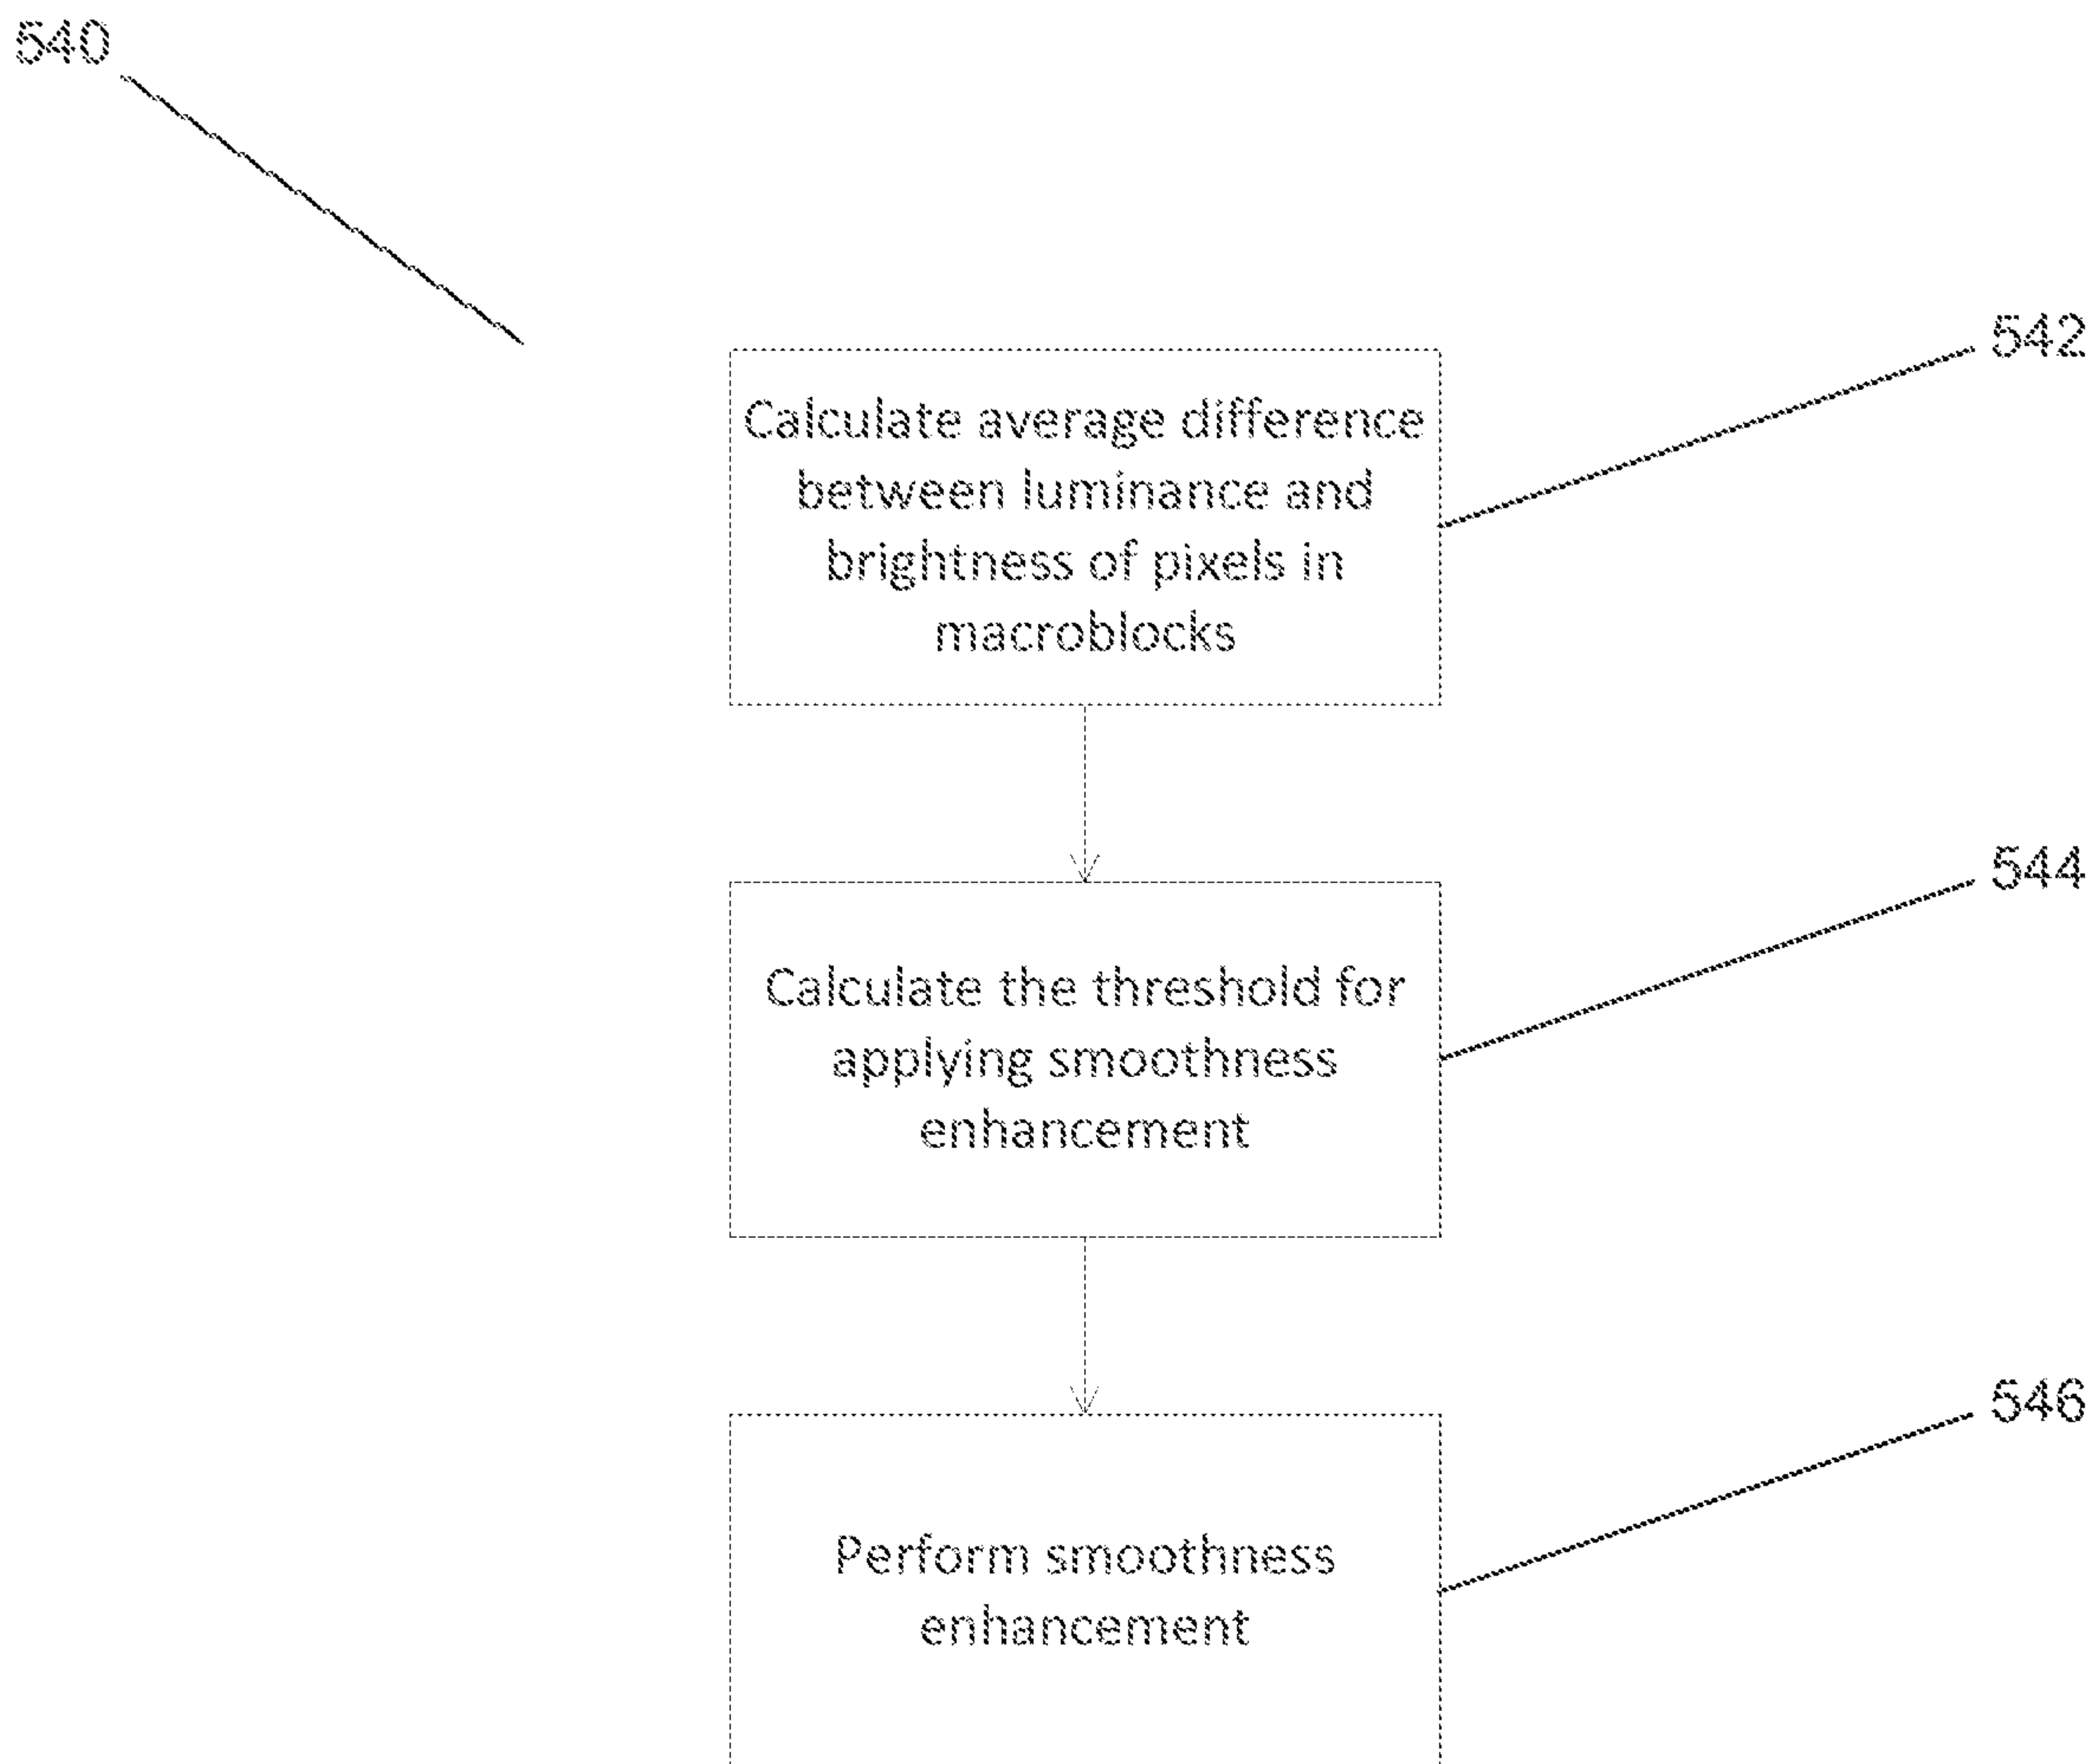 540
542
Calculate average difference
between luminance and
brightness of pixels in
macroblocks
544
Calculate the threshold for
applying smoothness
enhancement
546
Perform smoothness
enhancement